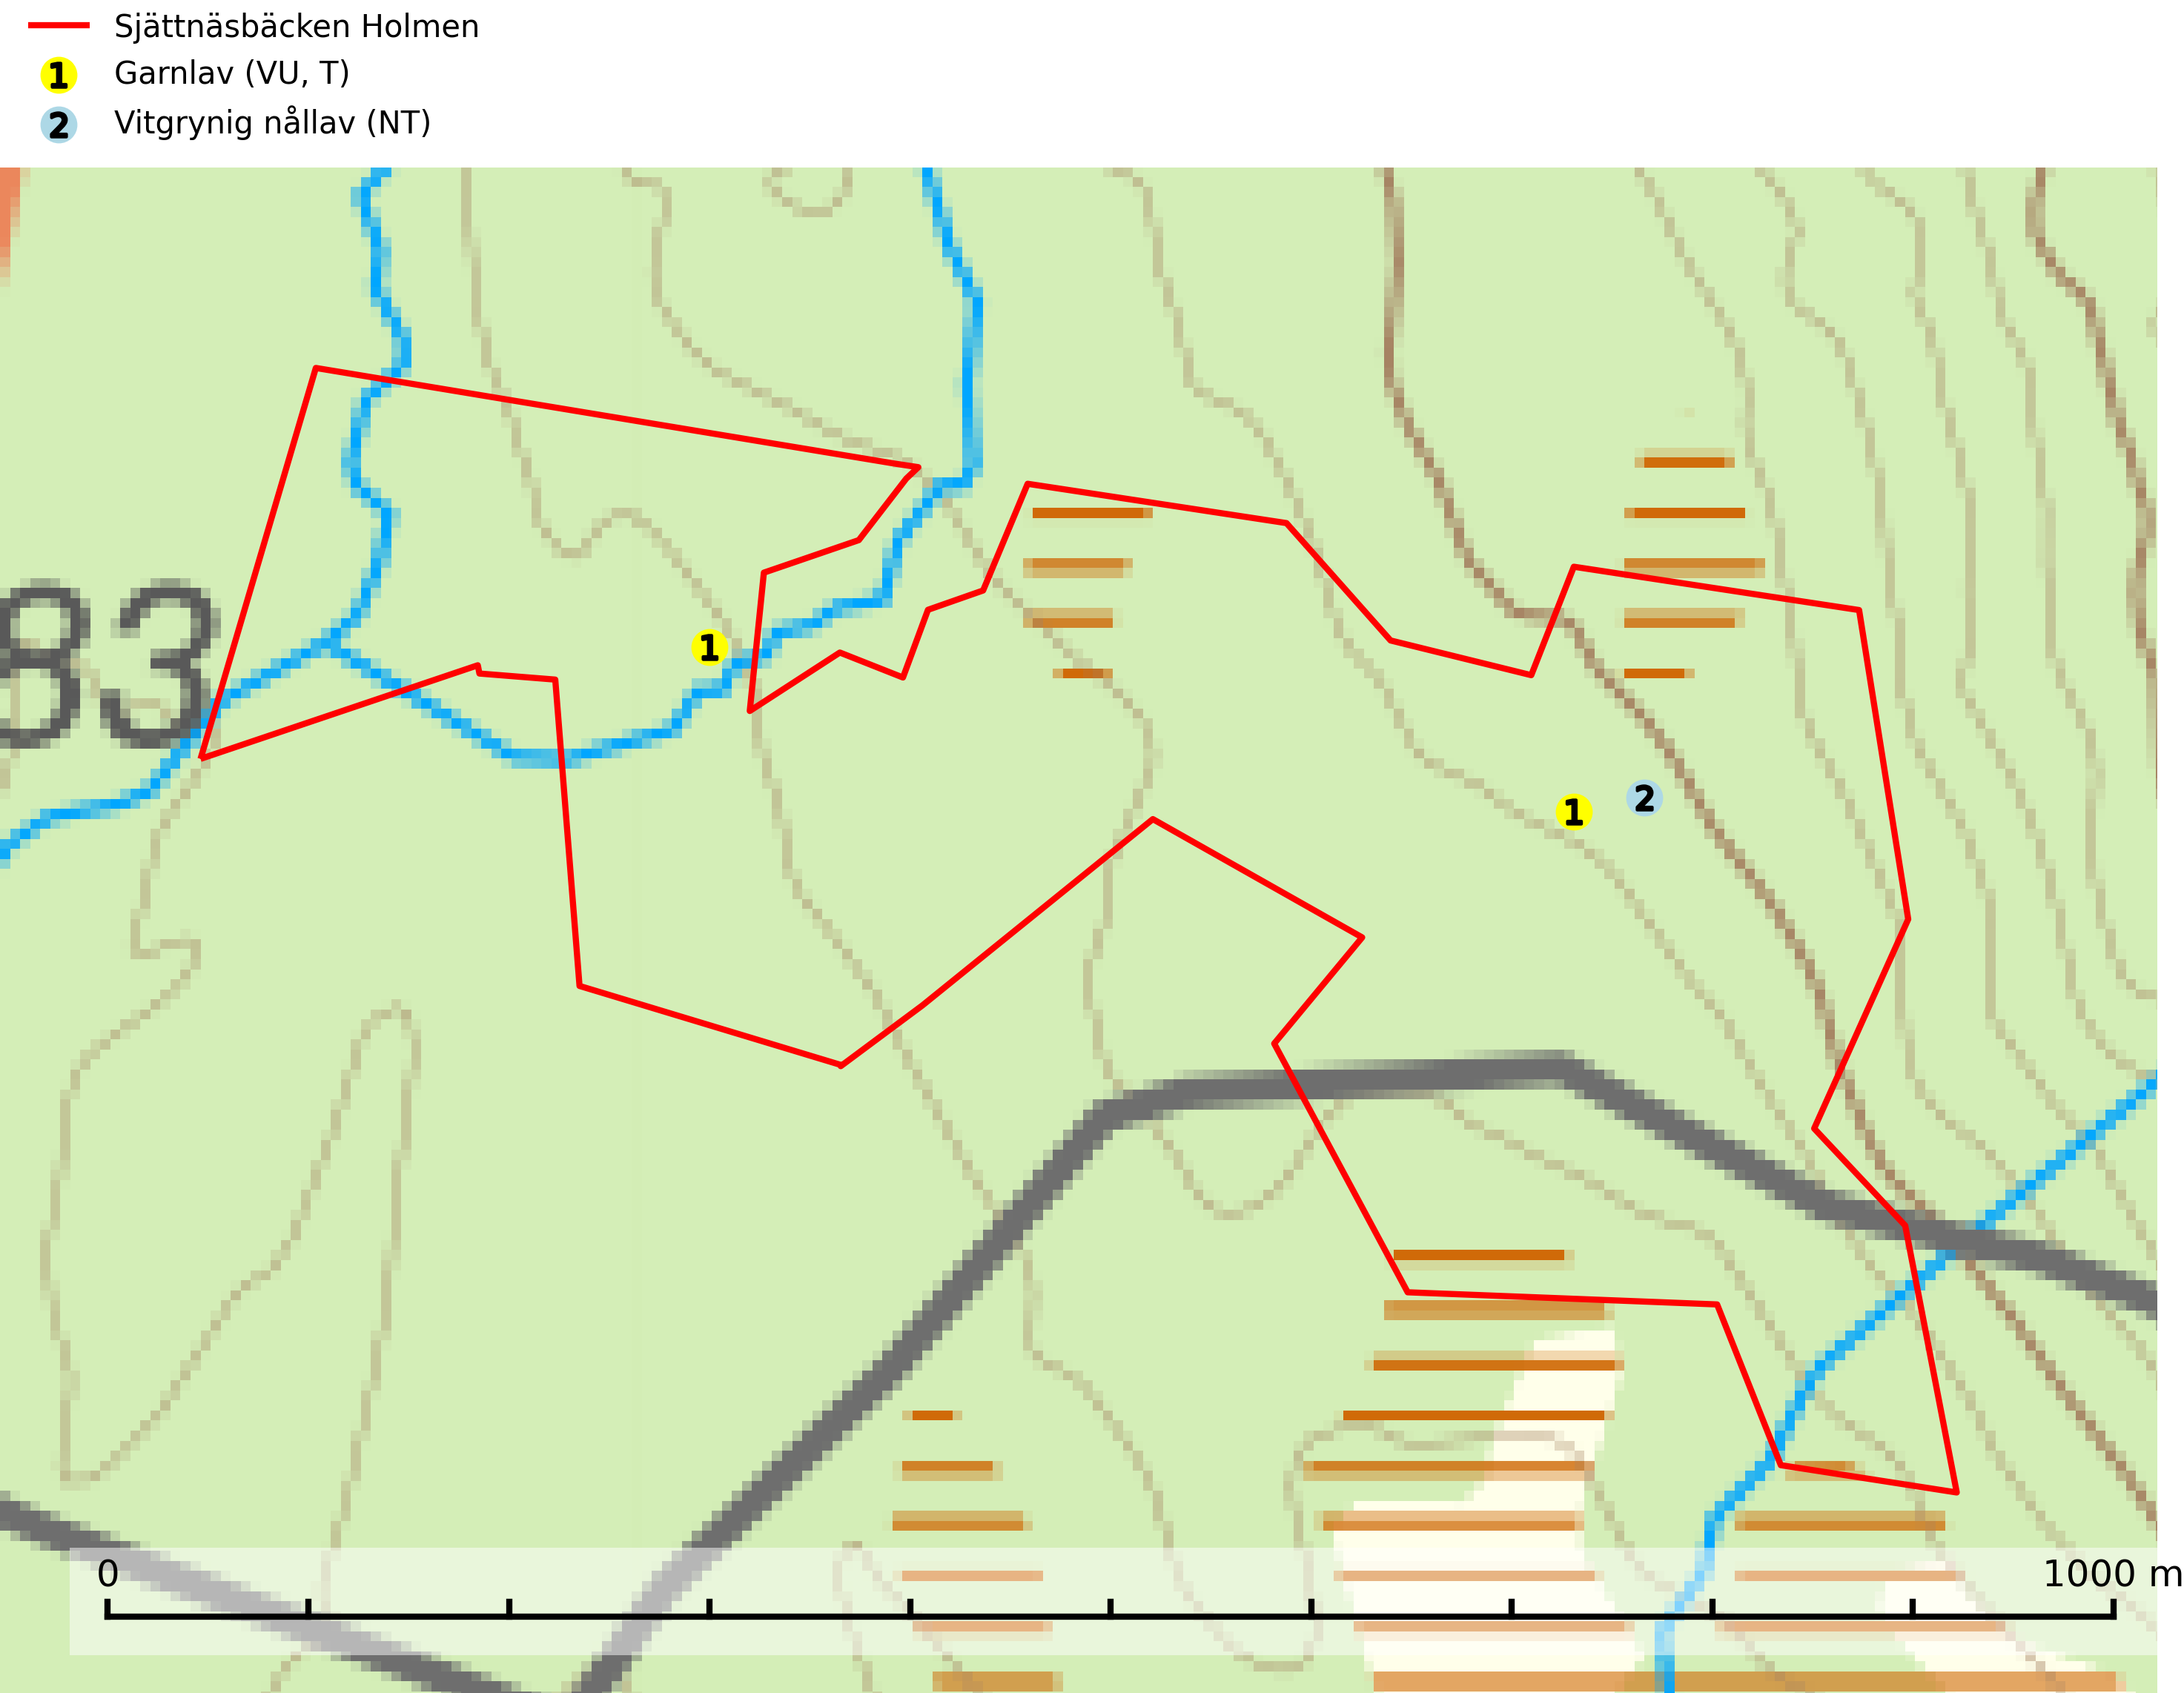 Sjättnäsbäcken Holmen
1 Garnlav (VU, T)
2 Vitgrynig nållav (NT)
83
1
1
2
0 1000 m